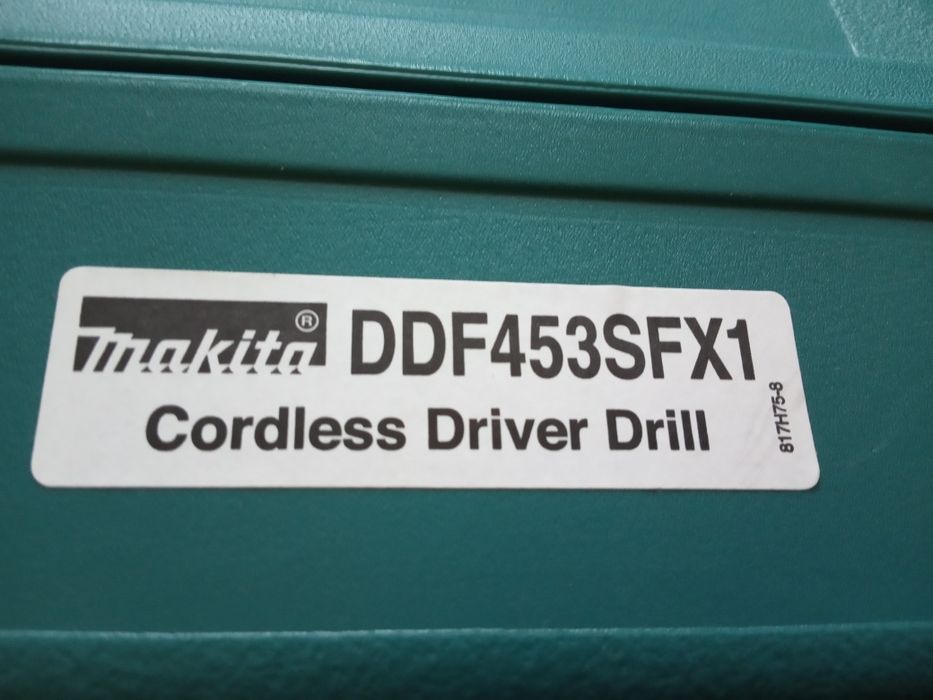 makita® DDF453SFX1
Cordless Driver Drill
817H75-8